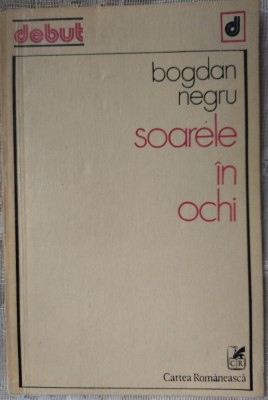 debut
d
bogdan
negru
soarele
în
ochi
CR
Cartea Românească